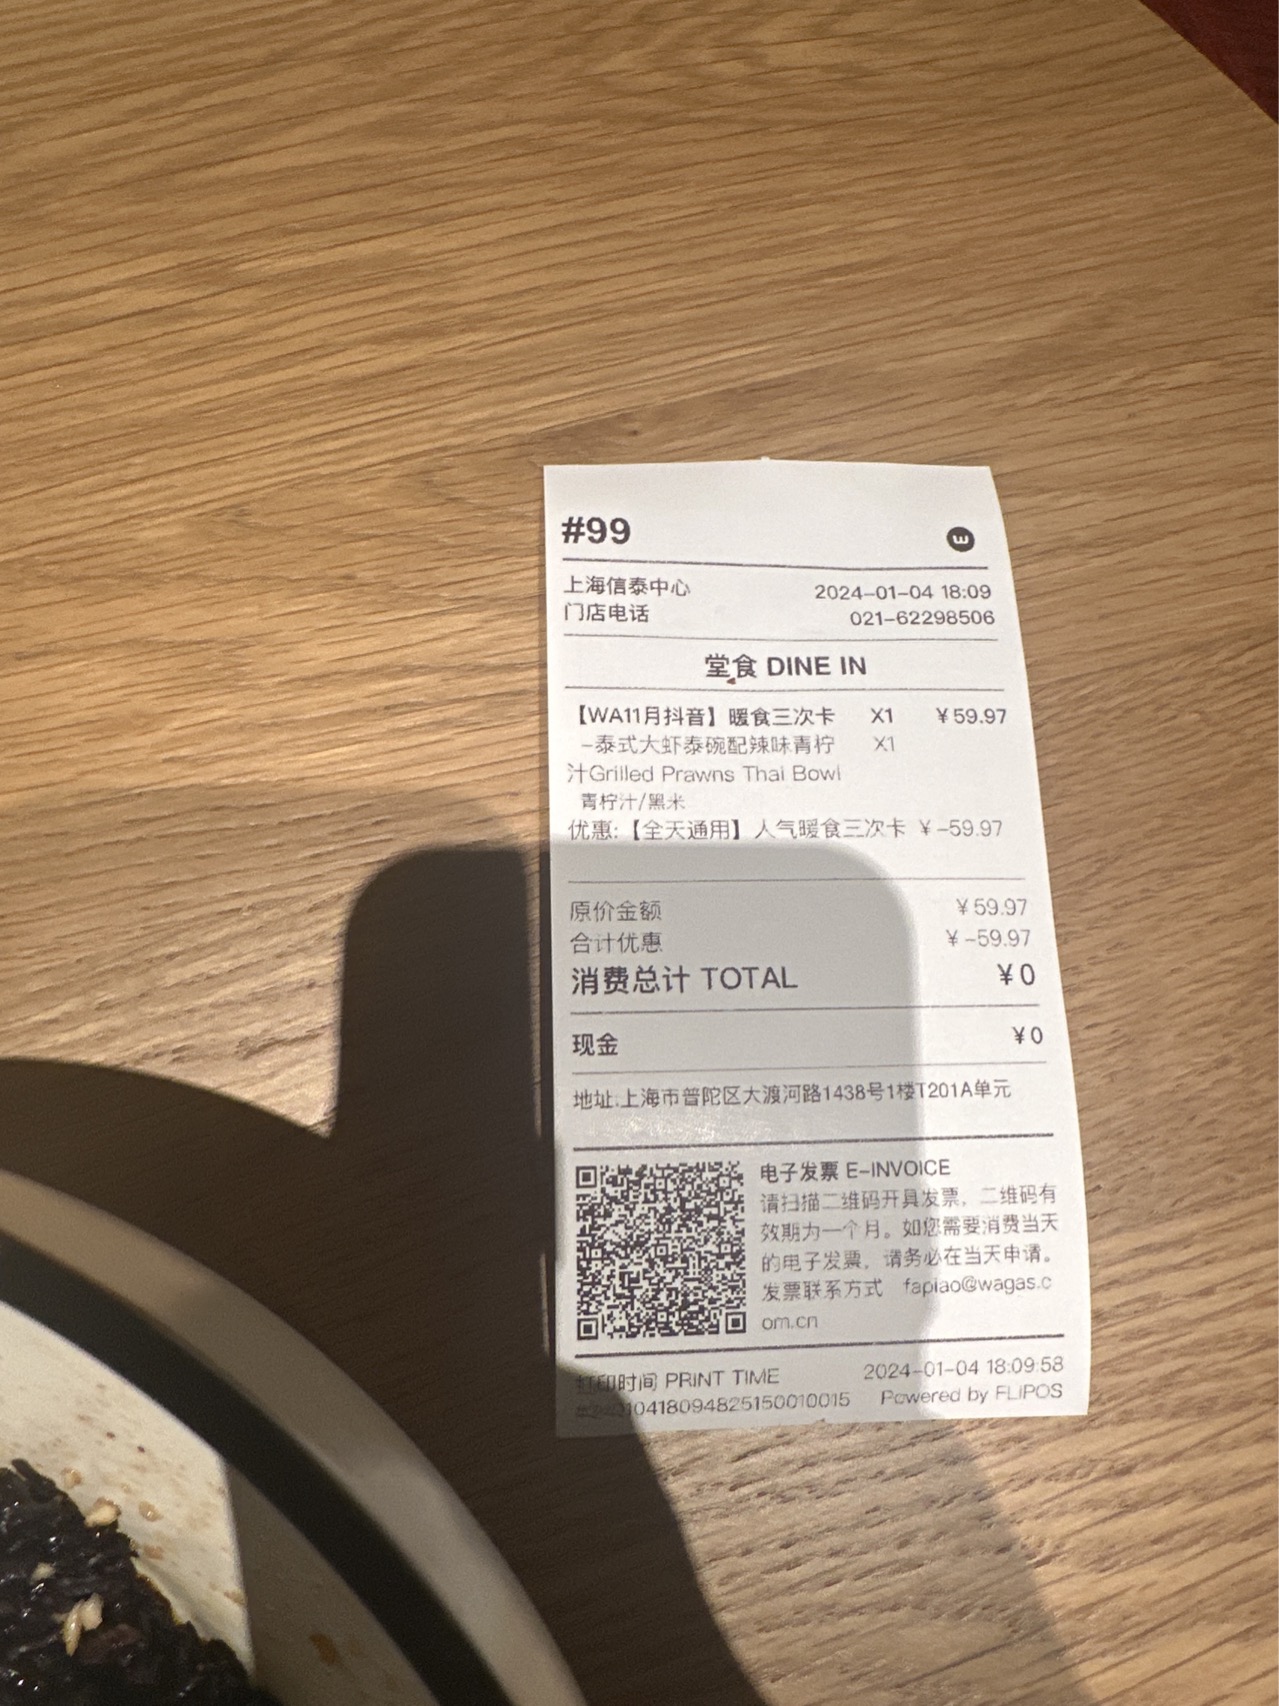 #99
上海信泰中心 2024-01-04 18:09
门店电话 021-62298506
堂食 DINE IN
【WA11月抖音】暖食三次卡 X1 ¥59.97
-泰式大虾泰碗配辣味青柠 X1
汁Grilled Prawns Thai Bowl
青柠汁/黑米
优惠:【全天通用】人气暖食三次卡 ¥-59.97
原价金额 ¥59.97
合计优惠 ¥-59.97
消费总计 TOTAL ¥0
现金 ¥0
地址:上海市普陀区大渡河路1438号1楼T201A单元
电子发票 E-INVOICE
请扫描二维码开具发票，二维码有
效期为一个月。如您需要消费当天
的电子发票，请务必在当天申请。
发票联系方式 fapiao@wagas.c
om.cn
打印时间 PRINT TIME 2024-01-04 18:09:58
Powered by FLIPOS